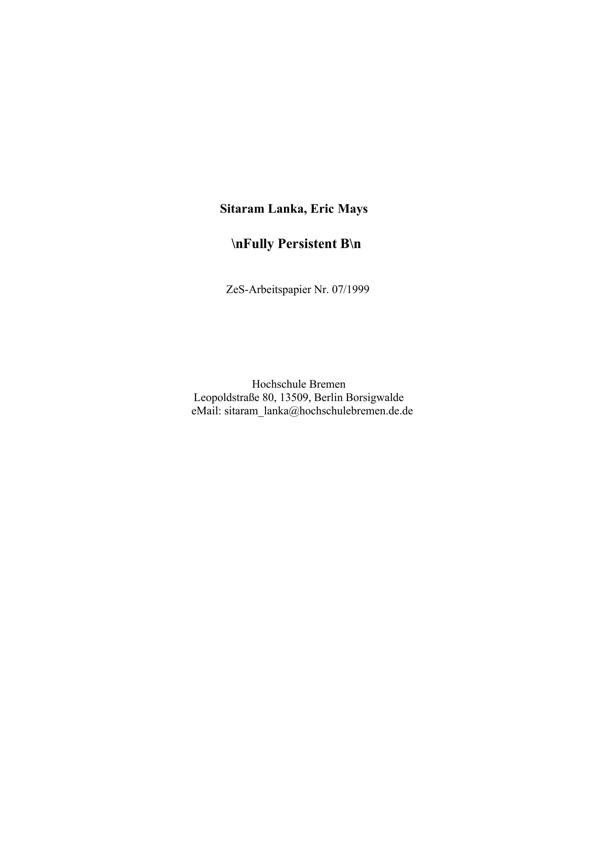 Sitaram Lanka, Eric Mays
\nFully Persistent B\n
ZeS-Arbeitspapier Nr. 07/1999
Hochschule Bremen
Leopoldstraße 80, 13509, Berlin Borsigwalde
eMail: sitaram_lanka@hochschulebremen.de.de